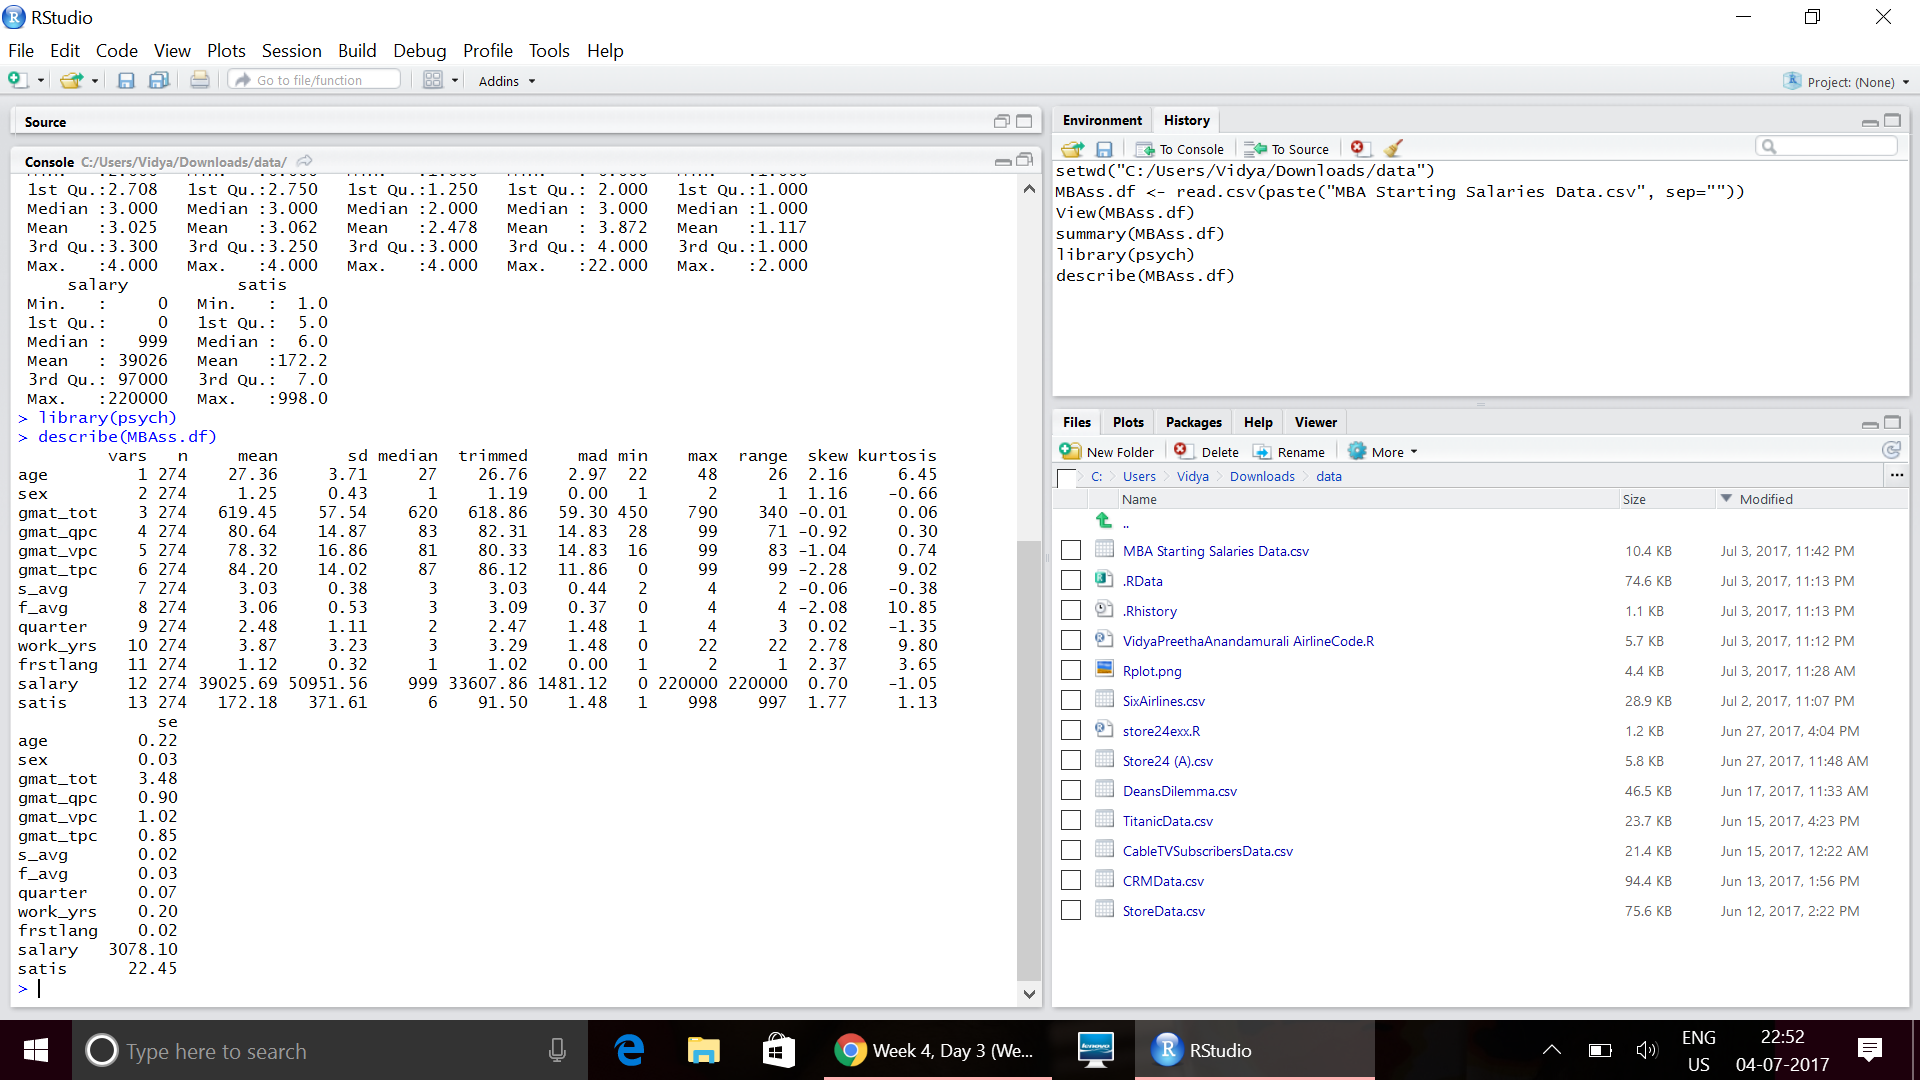 RStudio
File Edit Code View Plots Session Build Debug Profile Tools Help
Go to file/function Addins Project: (None)
Source
Console C:/Users/Vidya/Downloads/data/
1st Qu.:2.708 1st Qu.:2.750 1st Qu.:1.250 1st Qu.: 2.000 1st Qu.:1.000
Median :3.000 Median :3.000 Median :2.000 Median : 3.000 Median :1.000
Mean :3.025 Mean :3.062 Mean :2.478 Mean : 3.872 Mean :1.117
3rd Qu.:3.300 3rd Qu.:3.250 3rd Qu.:3.000 3rd Qu.: 4.000 3rd Qu.:1.000
Max. :4.000 Max. :4.000 Max. :4.000 Max. :22.000 Max. :2.000
salary satis
Min. : 0 Min. : 1.0
1st Qu.: 0 1st Qu.: 5.0
Median : 999 Median : 6.0
Mean : 39026 Mean :172.2
3rd Qu.: 97000 3rd Qu.: 7.0
Max. :220000 Max. :998.0
> library(psych)
> describe(MBAss.df)
vars n mean sd median trimmed mad min max range skew kurtosis
age 1 274 27.36 3.71 27 26.76 2.97 22 48 26 2.16 6.45
sex 2 274 1.25 0.43 1 1.19 0.00 1 2 1 1.16 -0.66
gmat_tot 3 274 619.45 57.54 620 618.86 59.30 450 790 340 -0.01 0.06
gmat_qpc 4 274 80.64 14.87 83 82.31 14.83 28 99 71 -0.92 0.30
gmat_vpc 5 274 78.32 16.86 81 80.33 14.83 16 99 83 -1.04 0.74
gmat_tpc 6 274 84.20 14.02 87 86.12 11.86 0 99 99 -2.28 9.02
s_avg 7 274 3.03 0.38 3 3.03 0.44 2 4 2 -0.06 -0.38
f_avg 8 274 3.06 0.53 3 3.09 0.37 0 4 4 -2.08 10.85
quarter 9 274 2.48 1.11 2 2.47 1.48 1 4 3 0.02 -1.35
work_yrs 10 274 3.87 3.23 3 3.29 1.48 0 22 22 2.78 9.80
frstlang 11 274 1.12 0.32 1 1.02 0.00 1 2 1 2.37 3.65
salary 12 274 39025.69 50951.56 999 33607.86 1481.12 0 220000 220000 0.70 -1.05
satis 13 274 172.18 371.61 6 91.50 1.48 1 998 997 1.77 1.13
se
age 0.22
sex 0.03
gmat_tot 3.48
gmat_qpc 0.90
gmat_vpc 1.02
gmat_tpc 0.85
s_avg 0.02
f_avg 0.03
quarter 0.07
work_yrs 0.20
frstlang 0.02
salary 3078.10
satis 22.45
>
Environment History
To Console To Source
setwd("C:/Users/Vidya/Downloads/data")
MBAss.df <- read.csv(paste("MBA Starting Salaries Data.csv", sep=""))
View(MBAss.df)
summary(MBAss.df)
library(psych)
describe(MBAss.df)
Files Plots Packages Help Viewer
New Folder Delete Rename More
C: Users Vidya Downloads data ...
Name Size Modified
..
MBA Starting Salaries Data.csv 10.4 KB Jul 3, 2017, 11:42 PM
.RData 74.6 KB Jul 3, 2017, 11:13 PM
.Rhistory 1.1 KB Jul 3, 2017, 11:13 PM
VidyaPreethaAnandamurali AirlineCode.R 5.7 KB Jul 3, 2017, 11:12 PM
Rplot.png 4.4 KB Jul 3, 2017, 11:28 AM
SixAirlines.csv 28.9 KB Jul 2, 2017, 11:07 PM
store24exx.R 1.2 KB Jun 27, 2017, 4:04 PM
Store24 (A).csv 5.8 KB Jun 27, 2017, 11:48 AM
DeansDilemma.csv 46.5 KB Jun 17, 2017, 11:33 AM
TitanicData.csv 23.7 KB Jun 15, 2017, 4:23 PM
CableTVSubscribersData.csv 21.4 KB Jun 15, 2017, 12:22 AM
CRMData.csv 94.4 KB Jun 13, 2017, 1:56 PM
StoreData.csv 75.6 KB Jun 12, 2017, 2:22 PM
Type here to search Week 4, Day 3 (We... lenovo RStudio ENG 22:52
US 04-07-2017